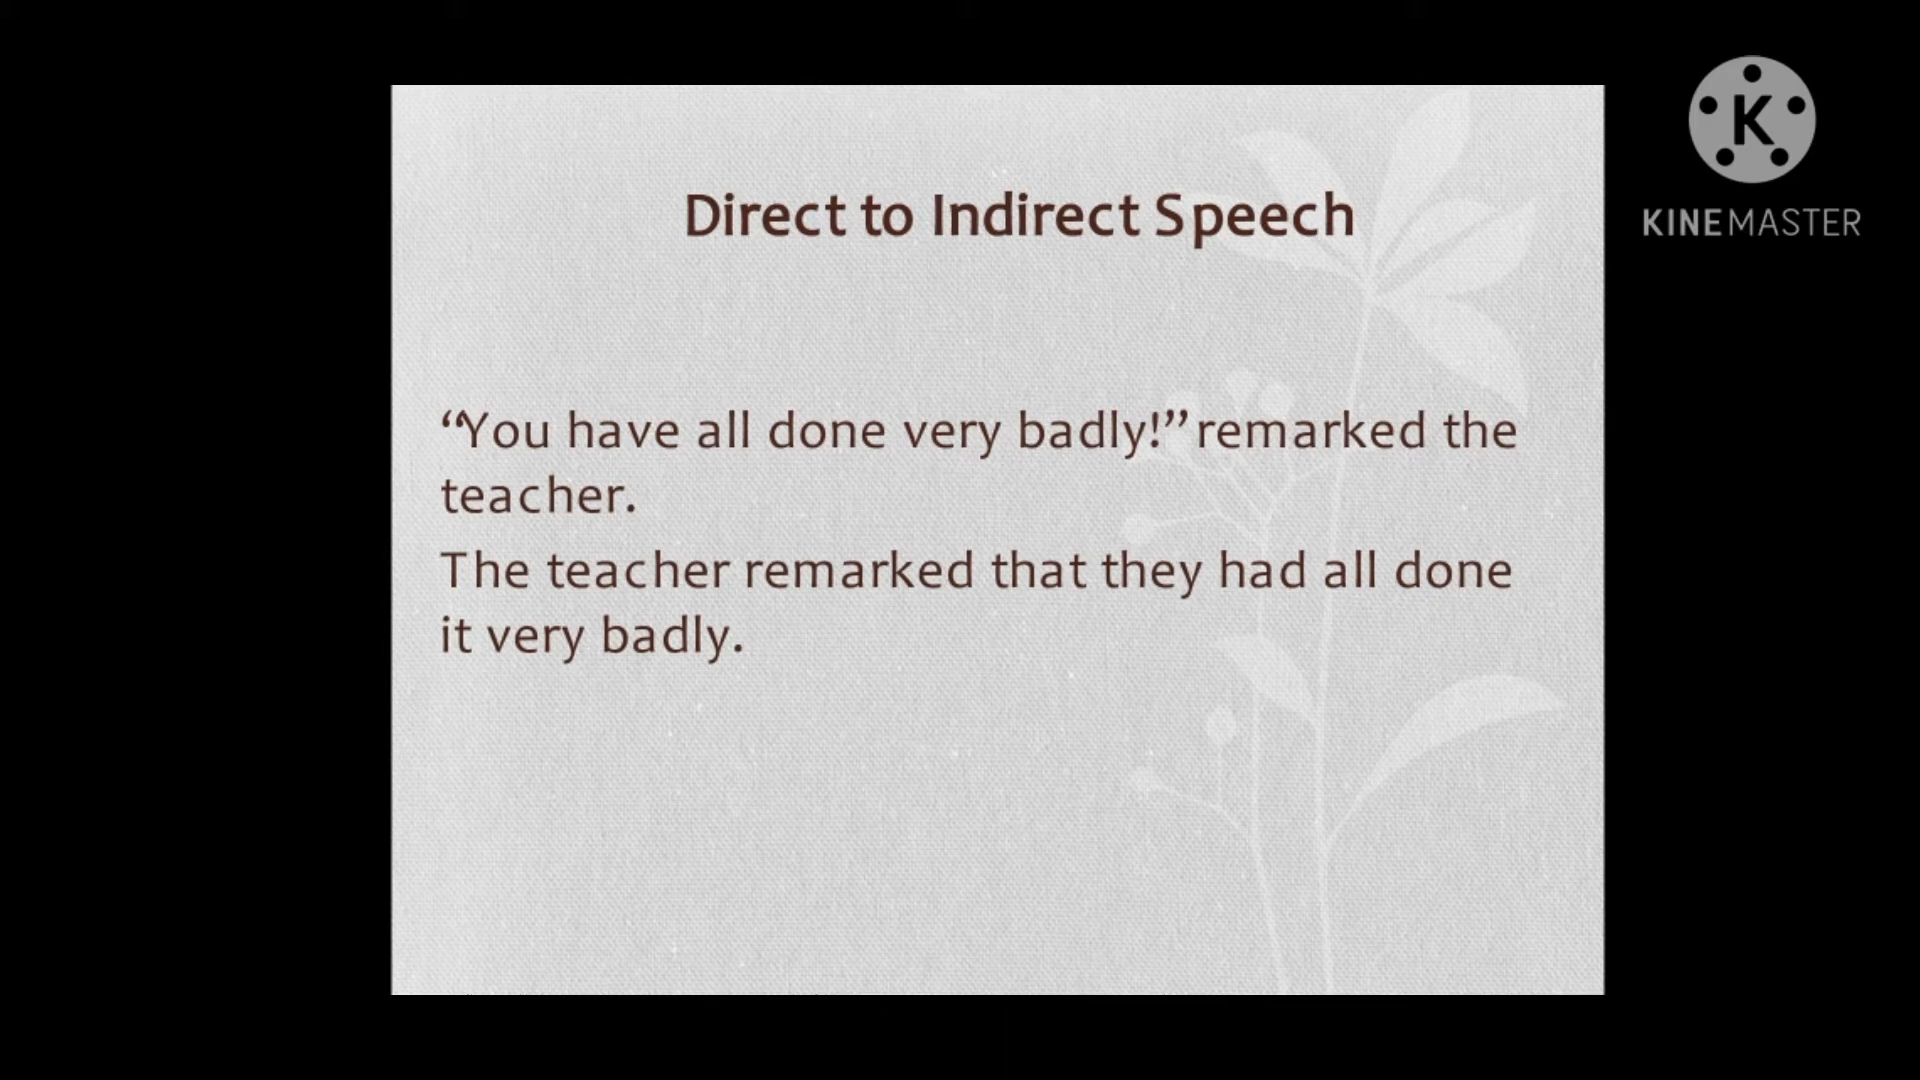 Direct to Indirect Speech
“You have all done very badly!” remarked the
teacher.
The teacher remarked that they had all done
it very badly.
K
KINEMASTER